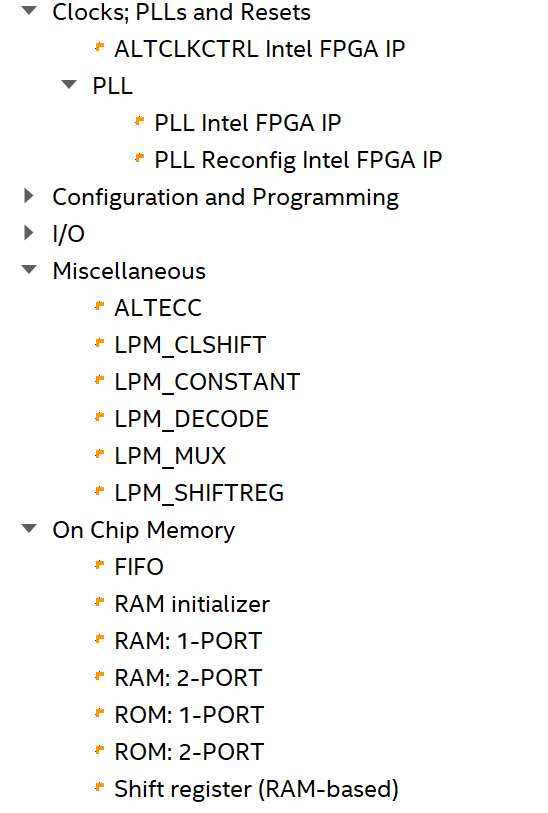 Clocks; PLLs and Resets
ALTCLKCTRL Intel FPGA IP
PLL
PLL Intel FPGA IP
PLL Reconfig Intel FPGA IP
Configuration and Programming
I/O
Miscellaneous
ALTECC
LPM_CLSHIFT
LPM_CONSTANT
LPM_DECODE
LPM_MUX
LPM_SHIFTREG
On Chip Memory
FIFO
RAM initializer
RAM: 1-PORT
RAM: 2-PORT
ROM: 1-PORT
ROM: 2-PORT
Shift register (RAM-based)